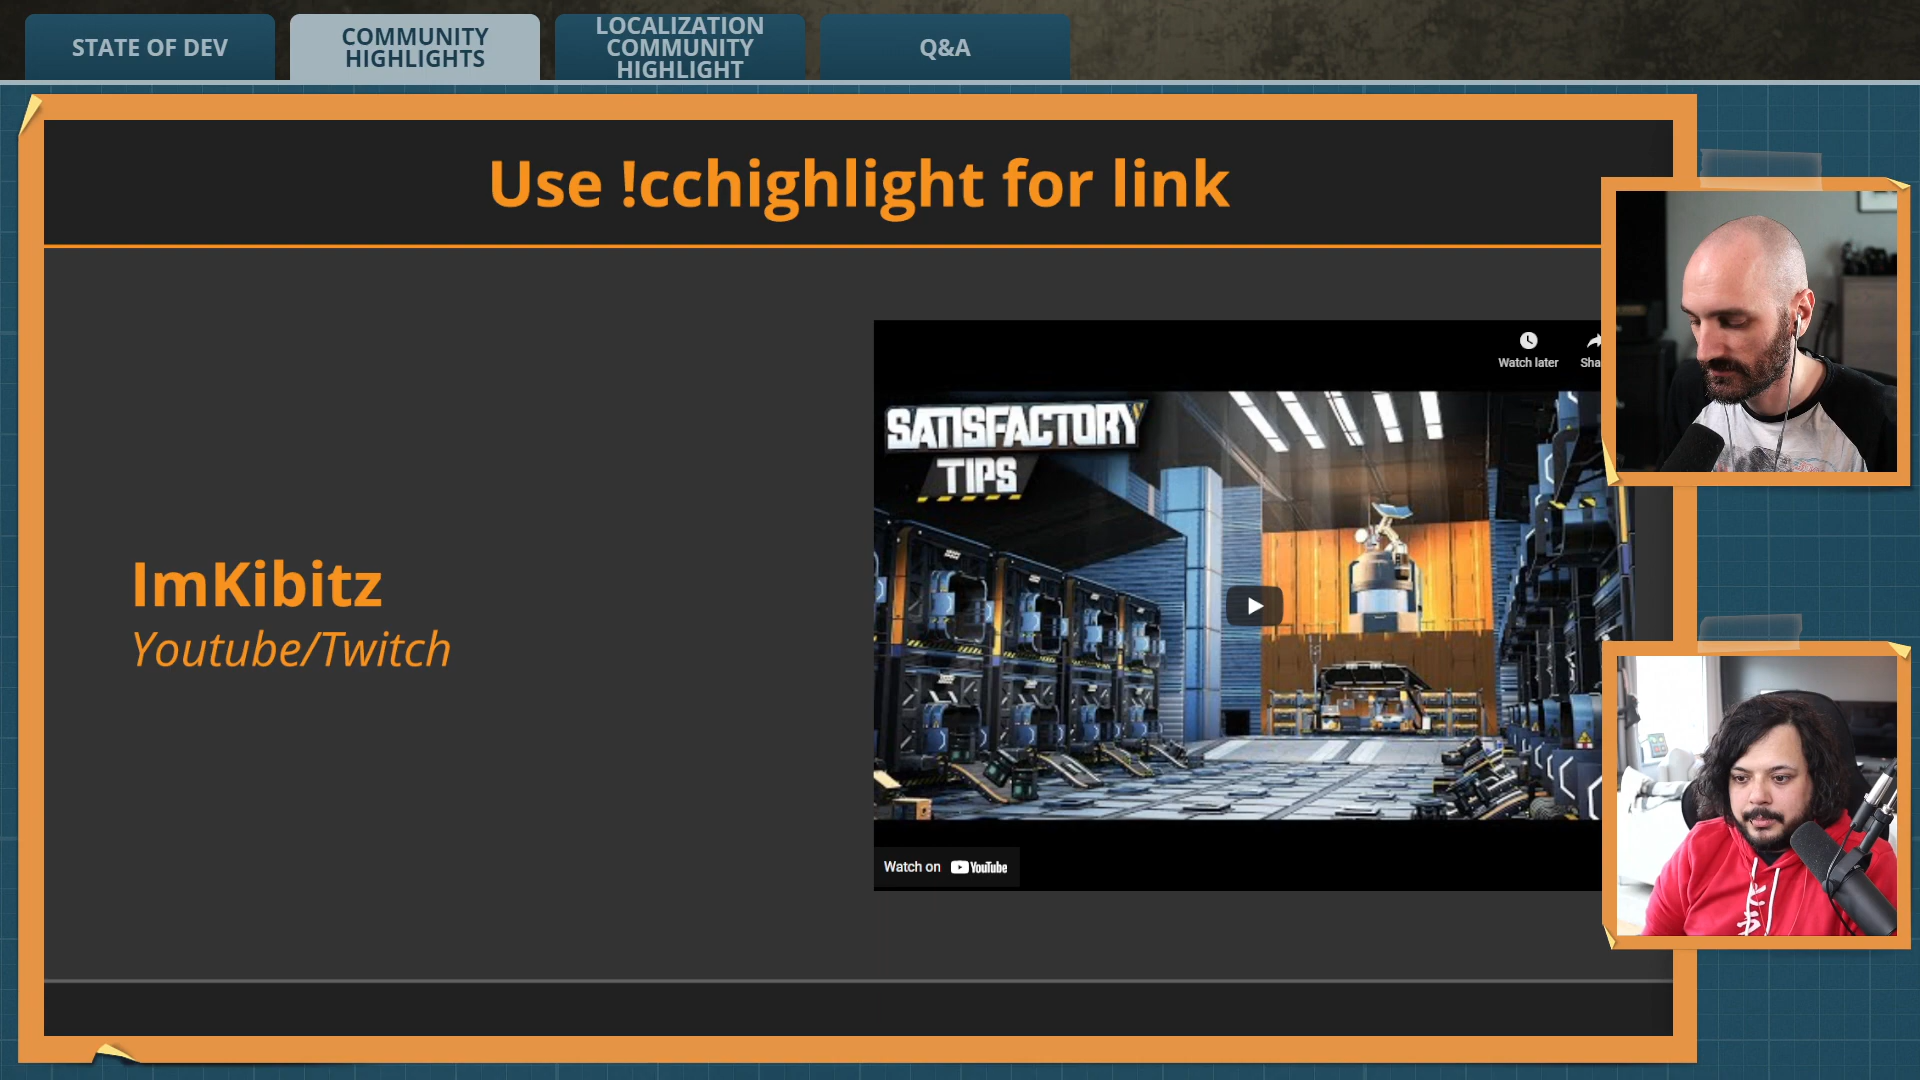 STATE OF DEV
COMMUNITY
HIGHLIGHTS
LOCALIZATION
COMMUNITY
HIGHLIGHT
Q&A
Use !cchighlight for link
Watch later
Sha
SATISFACTORY
TIPS
ImKibitz
Youtube/Twitch
Watch on YouTube